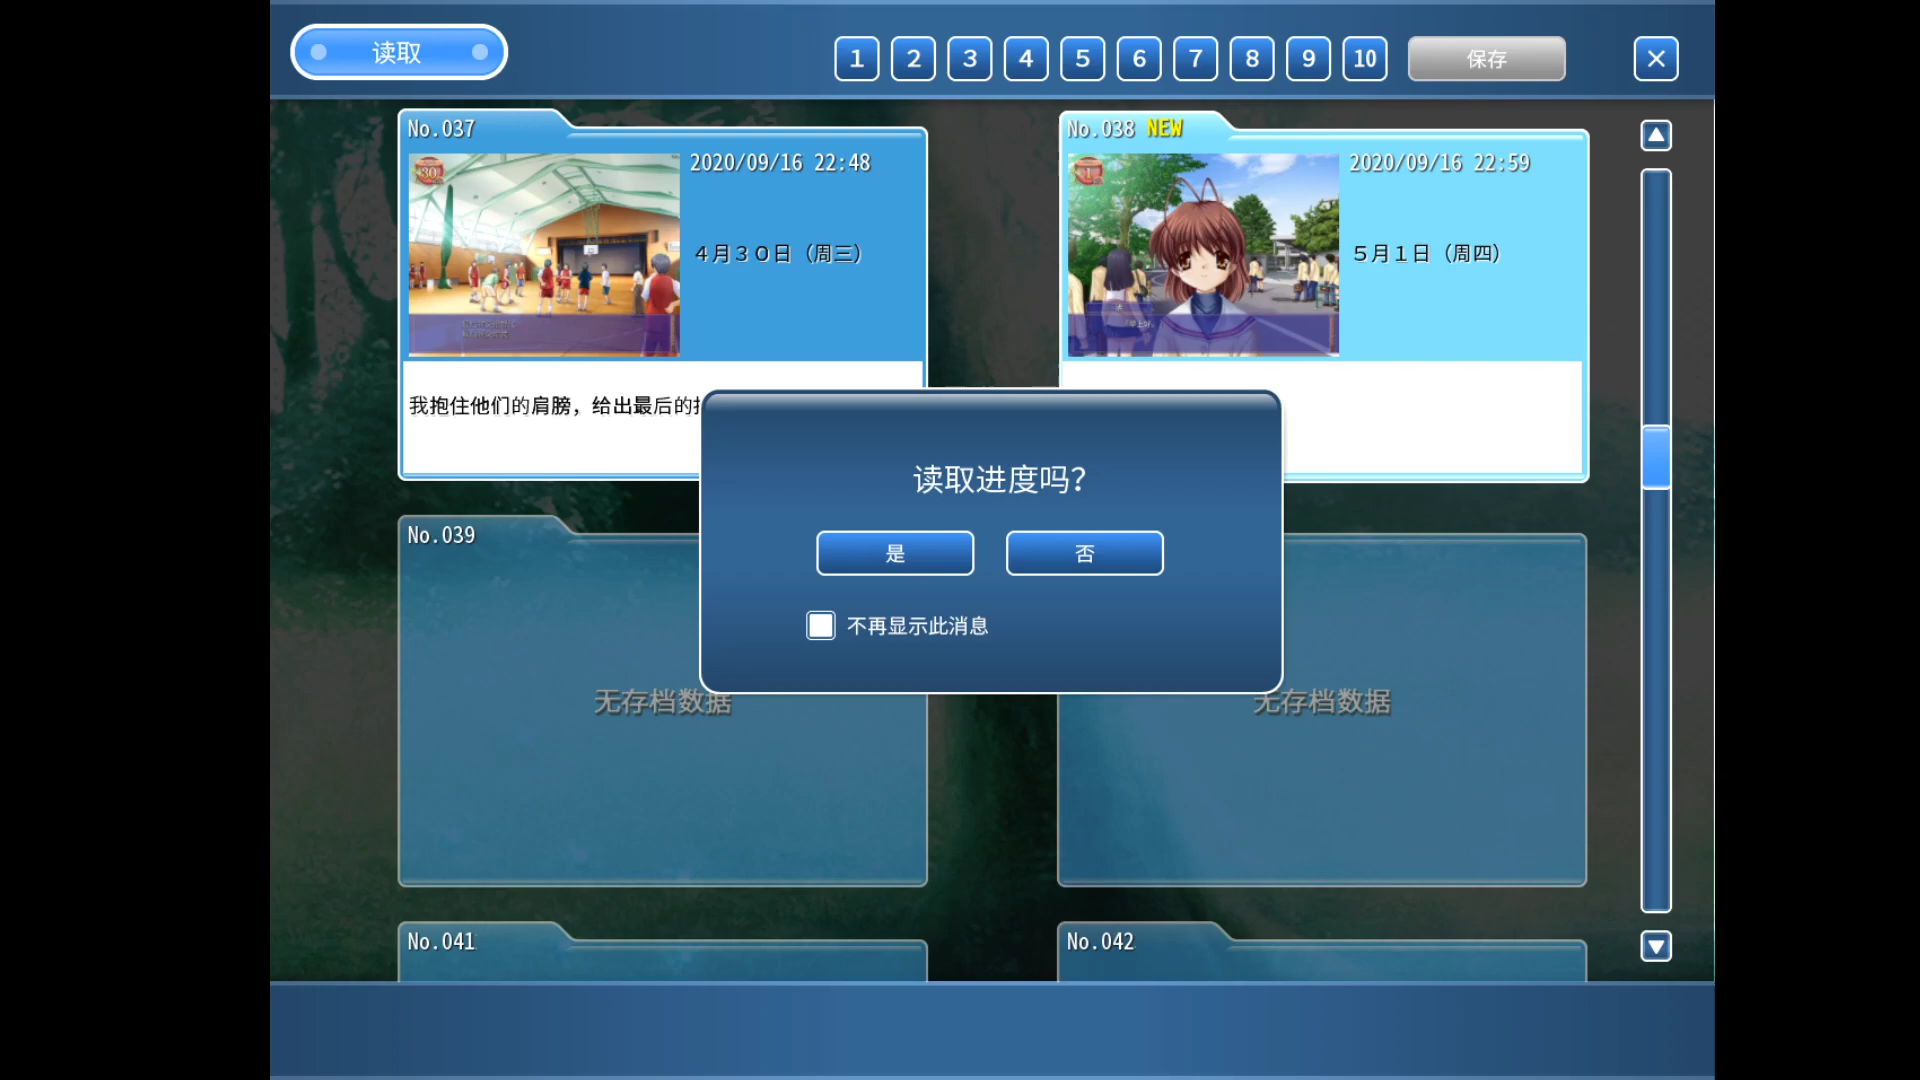 读取
1 2 3 4 5 6 7 8 9 10
保存
No.037
30
2020/09/16 22:48
4月30日（周三）
我抱住他们的肩膀，给出最后的
No.038 NEW
1
2020/09/16 22:59
5月1日（周四）
读取进度吗？
是
否
不再显示此消息
No.039
无存档数据
无存档数据
No.041
No.042